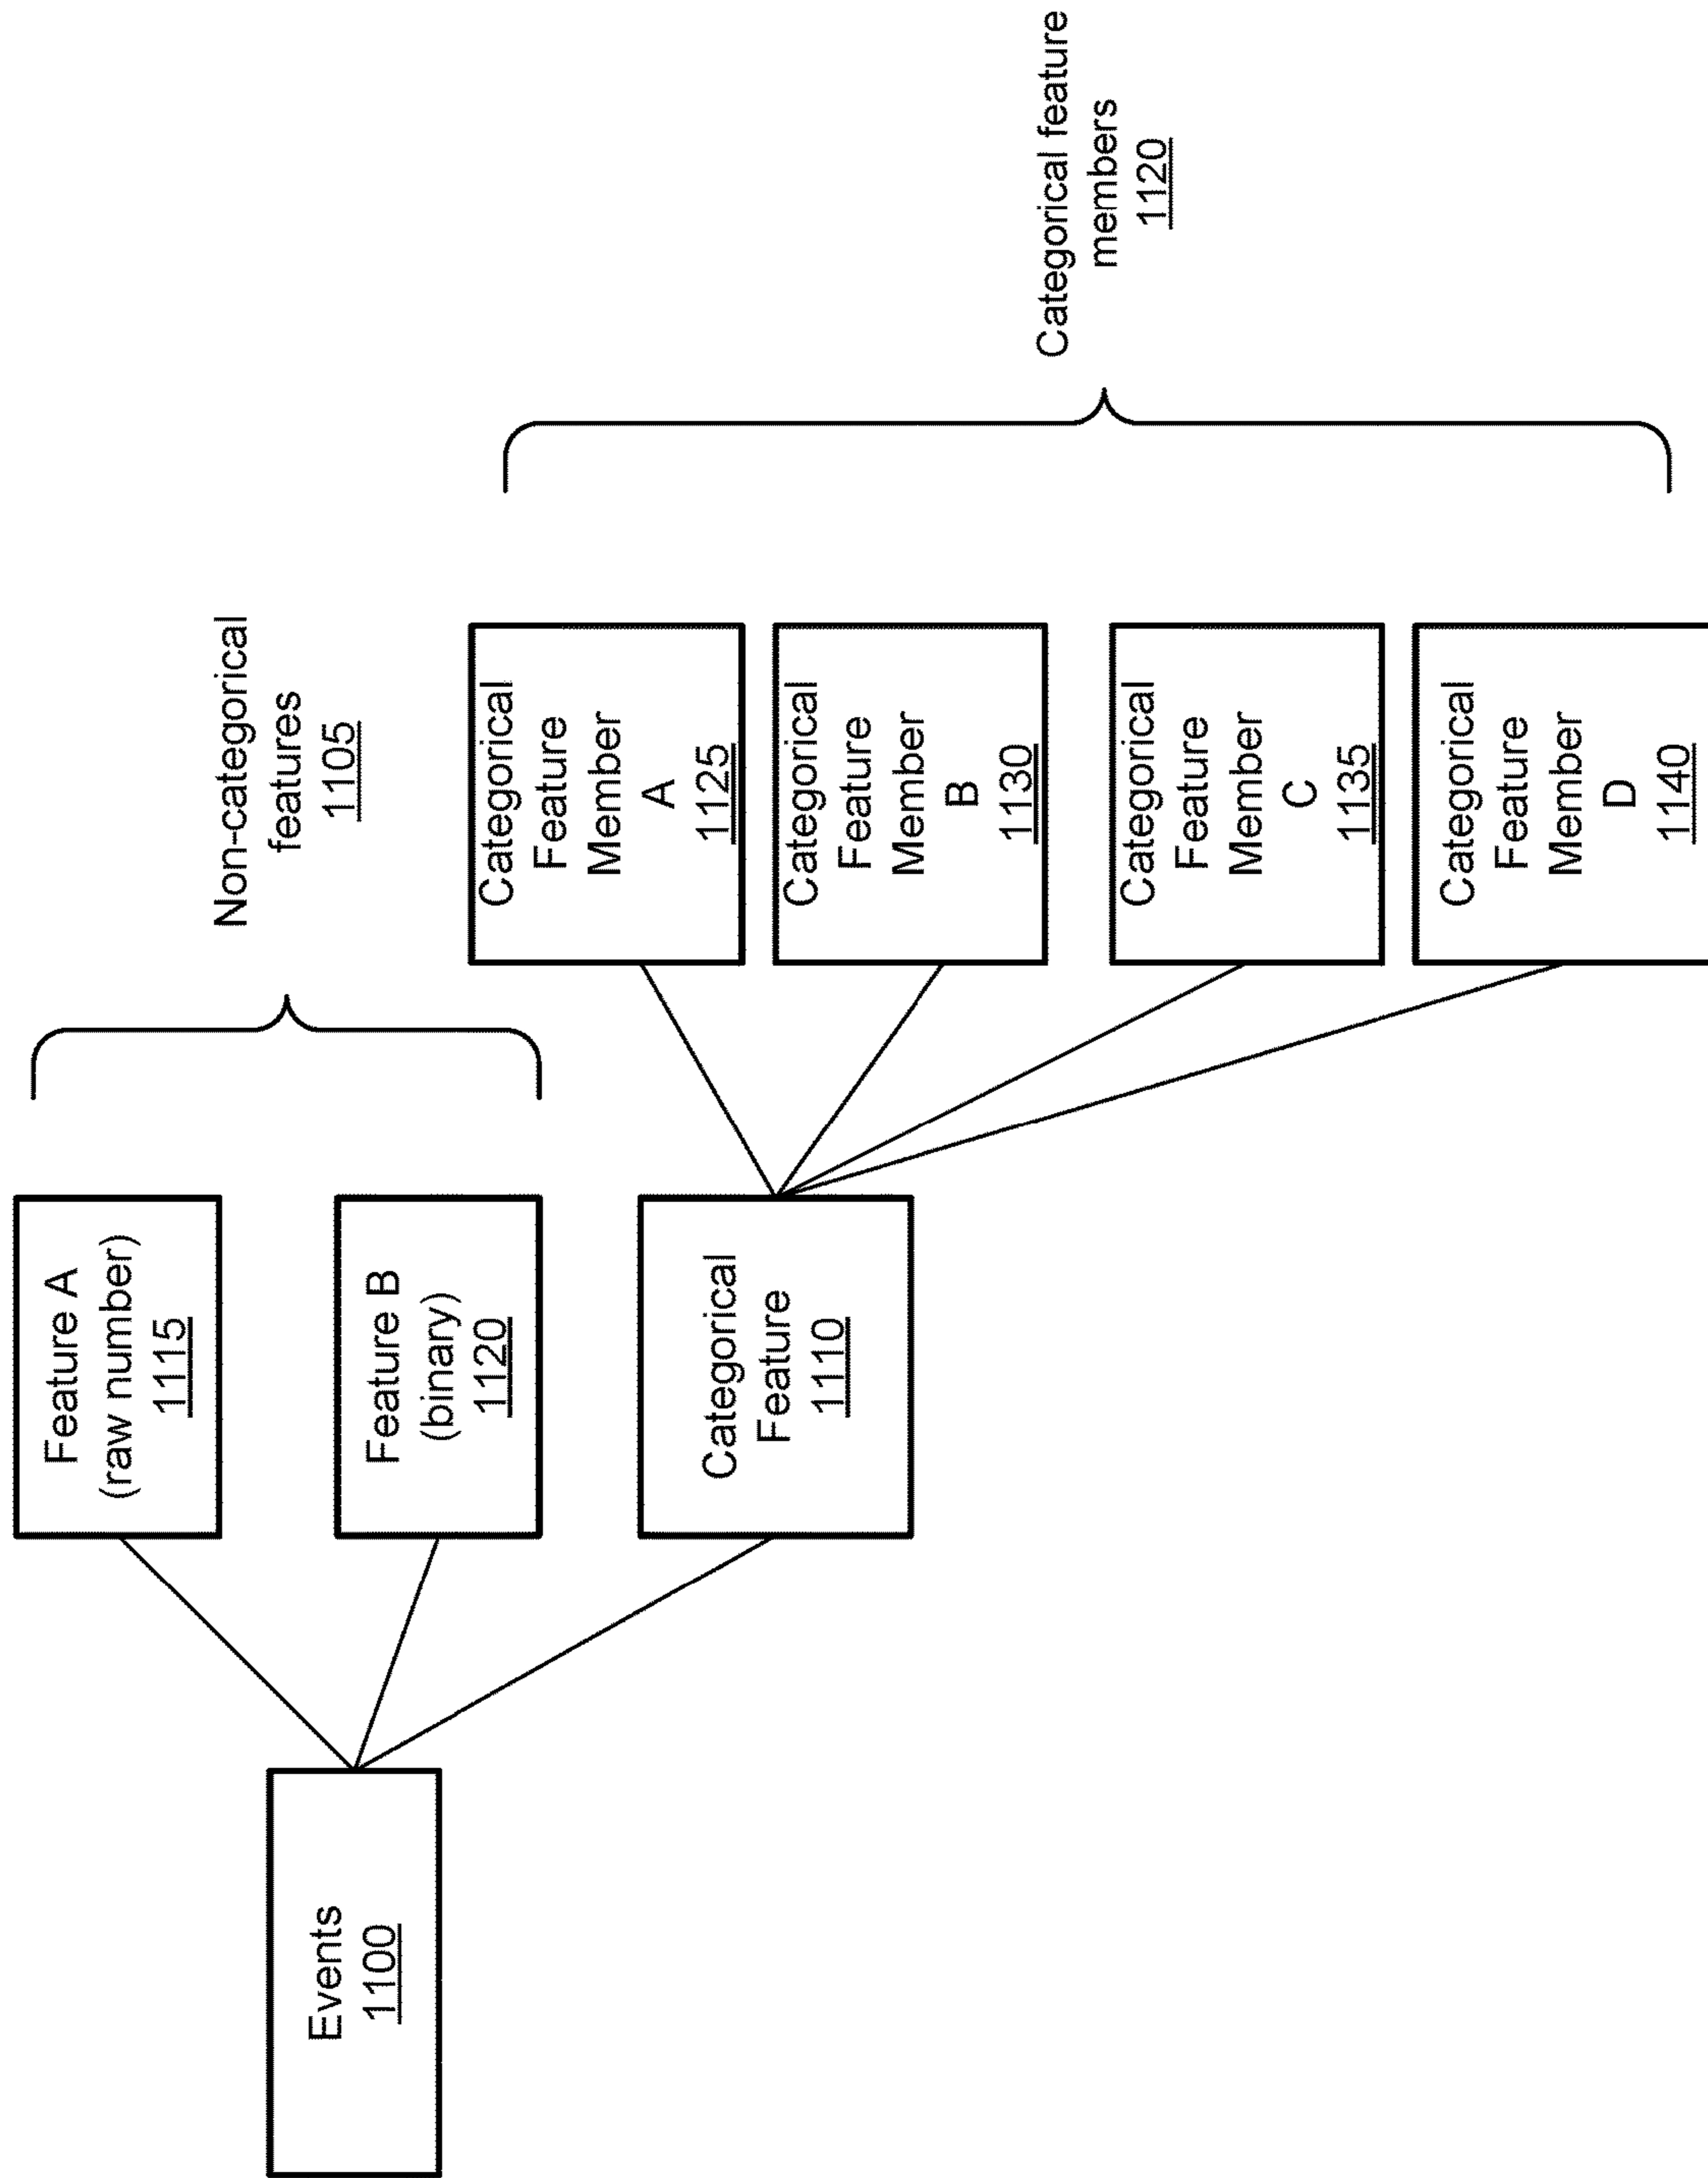 Events
1100
Feature A
(raw number)
1115
Feature B
(binary)
1120
Categorical
Feature
1110
Non-categorical
features
1105
Categorical
Feature
Member
A
1125
Categorical
Feature
Member
B
1130
Categorical
Feature
Member
C
1135
Categorical
Feature
Member
D
1140
Categorical feature
members
1120